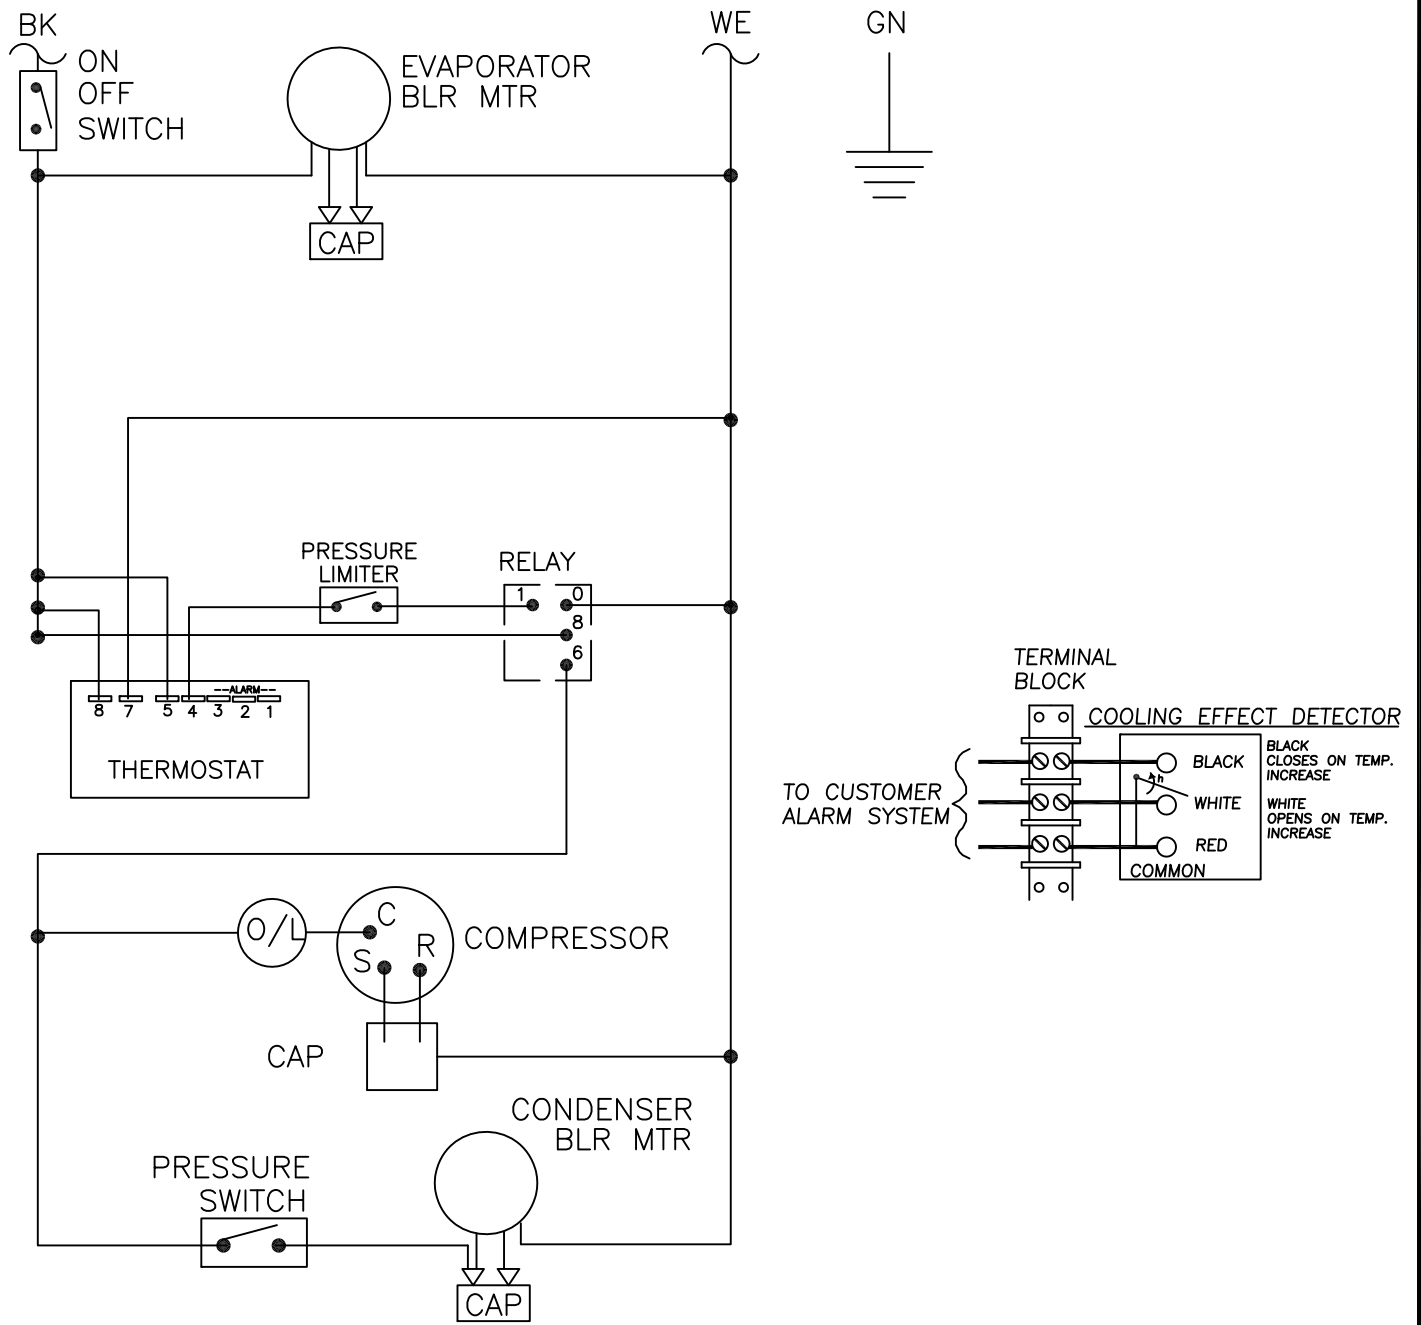 BK
WE
GN
ON
OFF
SWITCH
EVAPORATOR
BLR MTR
CAP
PRESSURE
LIMITER
RELAY
1
0
8
6
--ALARM--
8
7
5
4
3
2
1
THERMOSTAT
TERMINAL
BLOCK
COOLING EFFECT DETECTOR
BLACK
BLACK
CLOSES ON TEMP.
INCREASE
h
TO CUSTOMER
ALARM SYSTEM
WHITE
WHITE
OPENS ON TEMP.
INCREASE
RED
COMMON
O/L
C
S
R
COMPRESSOR
CAP
CONDENSER
BLR MTR
PRESSURE
SWITCH
CAP